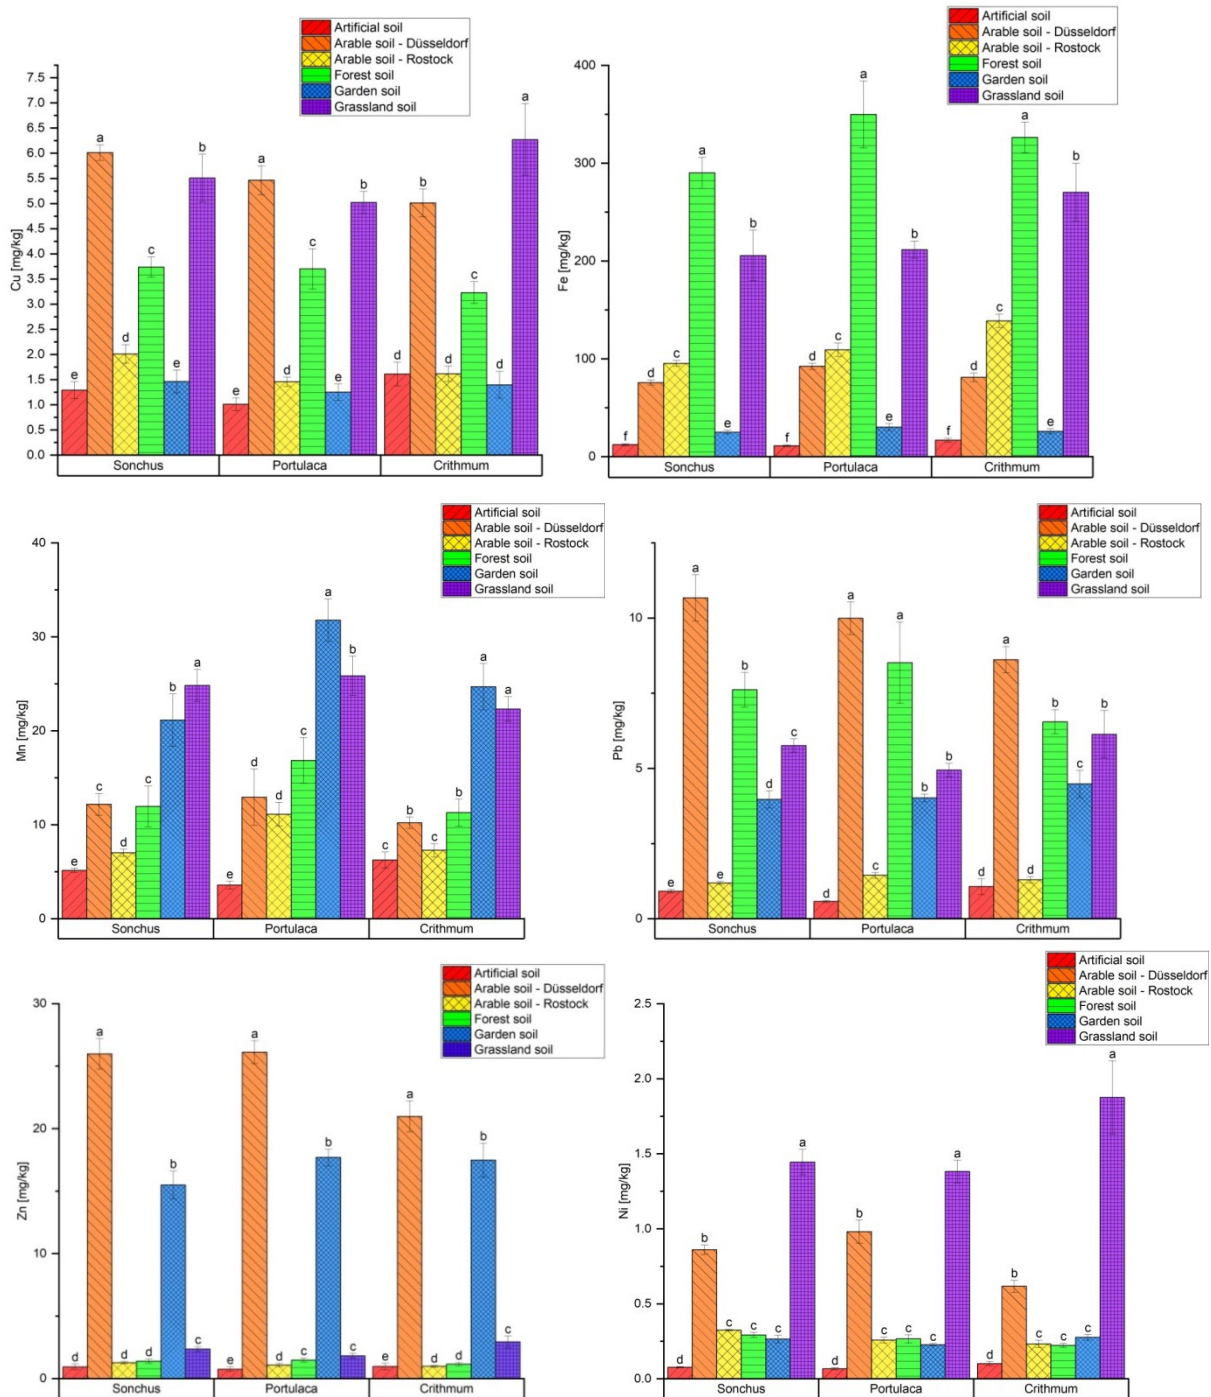 Artificial soil
Arable soil - Düsseldorf
Arable soil - Rostock
Forest soil
Garden soil
Grassland soil
7.5
7.0
6.5
6.0
5.5
5.0
4.5
4.0
3.5
3.0
2.5
2.0
1.5
1.0
0.5
0.0
Cu [mg/kg]
e a d c e b
e a d c e b
d b d c d a
Sonchus Portulaca Crithmum
Artificial soil
Arable soil - Düsseldorf
Arable soil - Rostock
Forest soil
Garden soil
Grassland soil
400
300
200
100
0
Fe [mg/kg]
f d c a e b
f d c a e b
f d c a e b
Sonchus Portulaca Crithmum
Artificial soil
Arable soil - Düsseldorf
Arable soil - Rostock
Forest soil
Garden soil
Grassland soil
40
30
20
10
0
Mn [mg/kg]
e c d c b a
e d d c a b
c b c b a a
Sonchus Portulaca Crithmum
Artificial soil
Arable soil - Düsseldorf
Arable soil - Rostock
Forest soil
Garden soil
Grassland soil
10
5
0
Pb [mg/kg]
e a e b d c
d a c a b b
d a d b c b
Sonchus Portulaca Crithmum
Artificial soil
Arable soil - Düsseldorf
Arable soil - Rostock
Forest soil
Garden soil
Grassland soil
30
20
10
0
Zn [mg/kg]
d a d d b c
e a d c b c
d a d d b c
Sonchus Portulaca Crithmum
Artificial soil
Arable soil - Düsseldorf
Arable soil - Rostock
Forest soil
Garden soil
Grassland soil
2.5
2.0
1.5
1.0
0.5
0.0
Ni [mg/kg]
d b c c c a
d b c c c a
d b c c c a
Sonchus Portulaca Crithmum